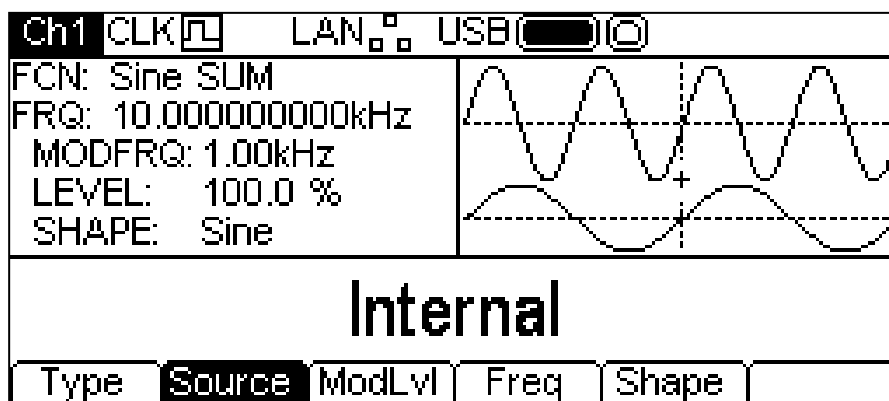 Ch1 CLK LAN USB
FCN: Sine SUM
FRQ: 10.000000000kHz
MODFRQ: 1.00kHz
LEVEL: 100.0 %
SHAPE: Sine
Internal
Type Source ModLvl Freq Shape